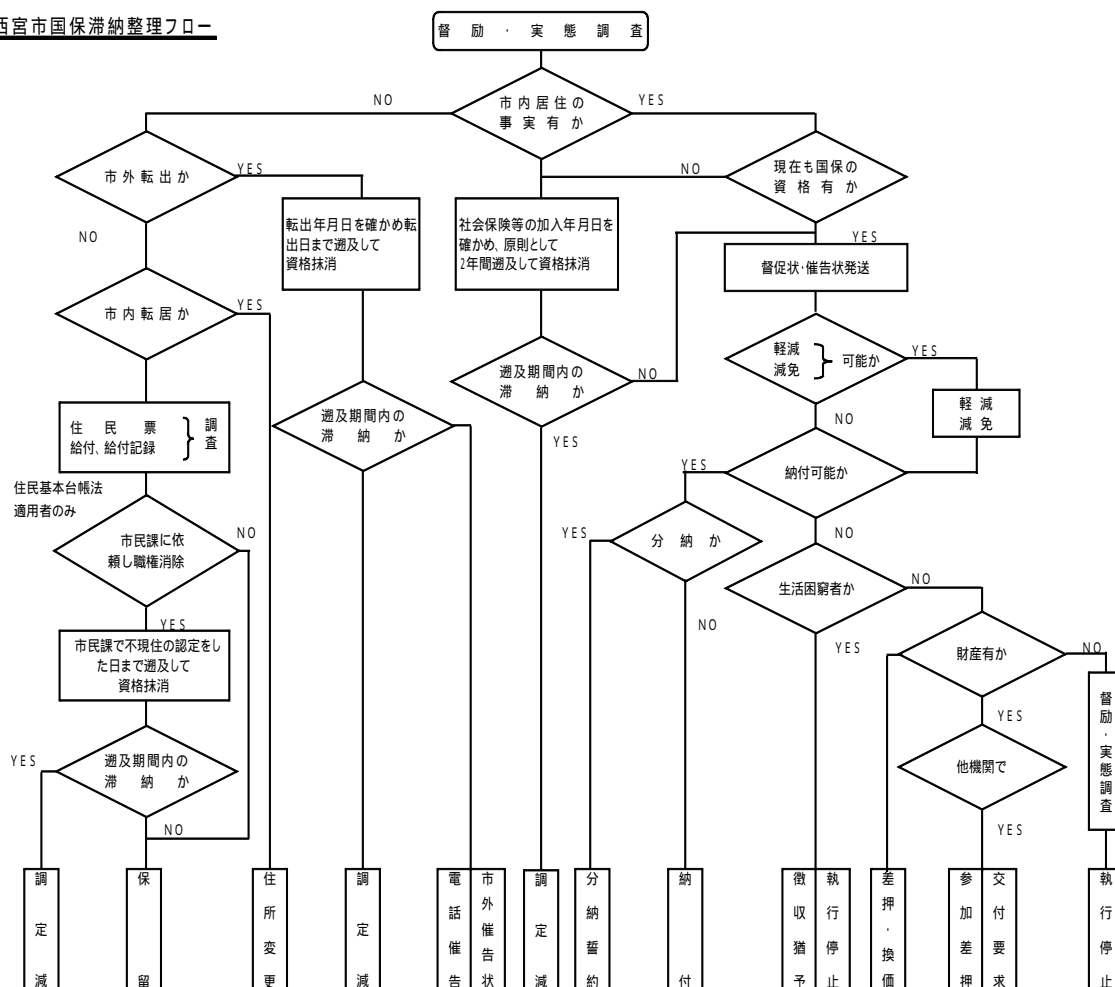 西宮市国保滞納整理フロー
督励・実態調査
市内居住の
事実有か
NO
YES
市外転出か
YES
NO
転出年月日を確かめ転
出日まで遡及して
資格抹消
社会保険等の加入年月日を
確かめ、原則として
2年間遡及して資格抹消
NO
現在も国保の
資格有か
YES
督促状・催告状発送
市内転居か
YES
軽減
減免
可能か
YES
NO
軽減
減免
遡及期間内の
滞納か
NO
YES
遡及期間内の
滞納か
住民票
給付、給付記録
調査
住民基本台帳法
適用者のみ
納付可能か
YES
NO
分納か
YES
NO
市民課に依
頼し職権消除
NO
YES
生活困窮者か
NO
YES
市民課で不現住の認定をし
た日まで遡及して
資格抹消
財産有か
NO
YES
督励・実態調査
遡及期間内の
滞納か
YES
NO
他機関で
YES
調定減
保留
住所変更
調定減
電話催告
市外催告状
調定減
分納誓約
納付
徴収猶予
執行停止
差押・換価
参加差押
交付要求
執行停止